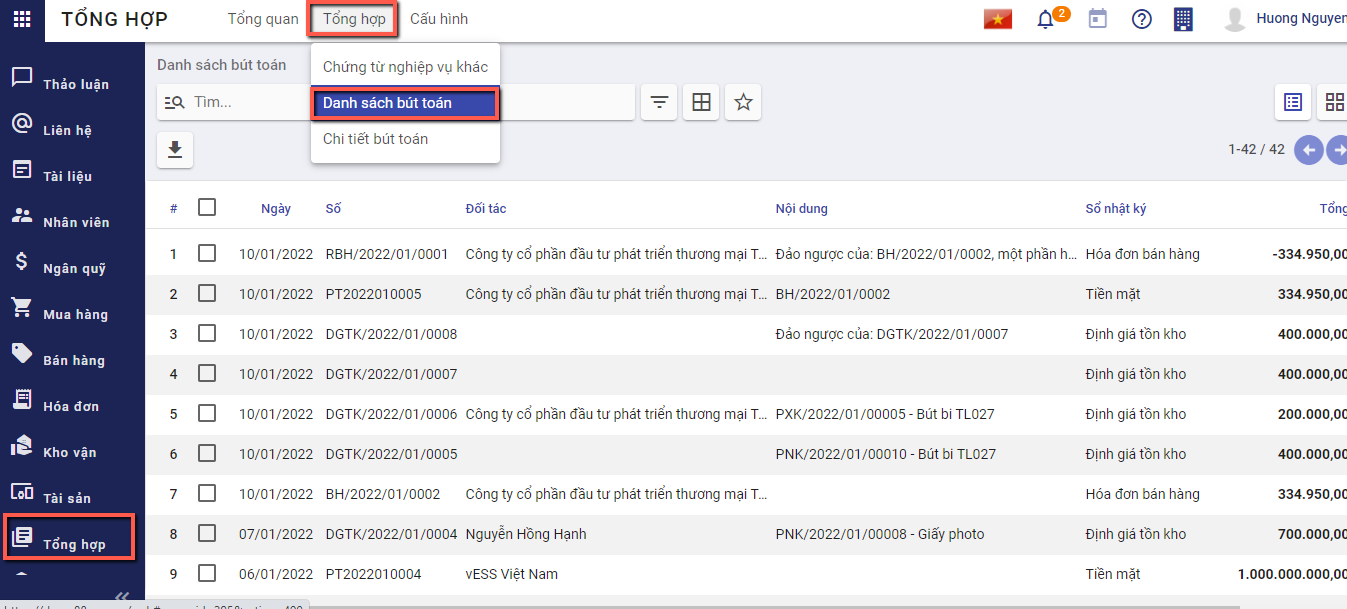 TỔNG HỢP Tổng quan Tổng hợp Cấu hình 2 Huong Nguyen
Chứng từ nghiệp vụ khác
Danh sách bút toán
Chi tiết bút toán
Thảo luận
Liên hệ
Tài liệu
Nhân viên
Ngân quỹ
Mua hàng
Bán hàng
Hóa đơn
Kho vận
Tài sản
Tổng hợp
Danh sách bút toán
Tìm...
1-42 / 42
# Ngày Số Đối tác Nội dung Sổ nhật ký Tổng
1 10/01/2022 RBH/2022/01/0001 Công ty cổ phần đầu tư phát triển thương mại T... Đảo ngược của: BH/2022/01/0002, một phần h... Hóa đơn bán hàng -334.950,00
2 10/01/2022 PT2022010005 Công ty cổ phần đầu tư phát triển thương mại T... BH/2022/01/0002 Tiền mặt 334.950,00
3 10/01/2022 DGTK/2022/01/0008 Đảo ngược của: DGTK/2022/01/0007 Định giá tồn kho 400.000,00
4 10/01/2022 DGTK/2022/01/0007 Định giá tồn kho 400.000,00
5 10/01/2022 DGTK/2022/01/0006 Công ty cổ phần đầu tư phát triển thương mại T... PXK/2022/01/00005 - Bút bi TL027 Định giá tồn kho 200.000,00
6 10/01/2022 DGTK/2022/01/0005 PNK/2022/01/00010 - Bút bi TL027 Định giá tồn kho 400.000,00
7 10/01/2022 BH/2022/01/0002 Công ty cổ phần đầu tư phát triển thương mại T... Hóa đơn bán hàng 334.950,00
8 07/01/2022 DGTK/2022/01/0004 Nguyễn Hồng Hạnh PNK/2022/01/00008 - Giấy photo Định giá tồn kho 700.000,00
9 06/01/2022 PT2022010004 vESS Việt Nam Tiền mặt 1.000.000.000,00